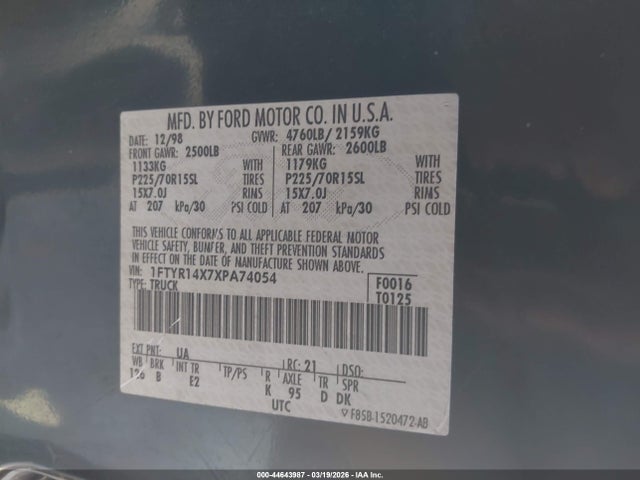 MFD. BY FORD MOTOR CO. IN U.S.A.
DATE: 12/98 GVWR: 4760LB/ 2159KG
FRONT GAWR: 2500LB REAR GAWR: 2600LB
1133KG WITH 1179KG WITH
P225/70R15SL TIRES P225/70R15SL TIRES
15X7.0J RIMS 15X7.0J RIMS
AT 207 kPa/30 PSI COLD AT 207 kPa/30 PSI COLD
THIS VEHICLE CONFORMS TO ALL APPLICABLE FEDERAL MOTOR
VEHICLE SAFETY, BUMPER, AND THEFT PREVENTION STANDARDS
IN EFFECT ON THE DATE OF MANUFACTURE SHOWN ABOVE.
VIN: 1FTYR14X7XPA74054 F0016
TYPE: TRUCK T0125
EXT PNT: UA RC: 21 DSO:
WB BRK INT TR TP/PS R AXLE TR SPR
126 B E2 K 95 D DK
UTC
F85B-1520472-AB
000-44643987 - 03/19/2026 - IAA Inc.